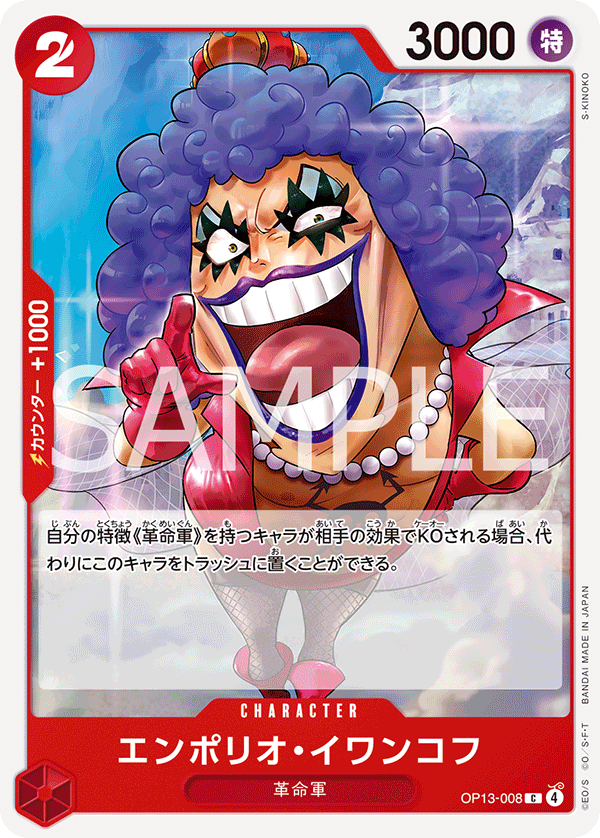 2
3000 特
S-KINOKO
カウンター +1000
SAMPLE
自分の特徴《革命軍》を持つキャラが相手の効果でKOされる場合、代
わりにこのキャラをトラッシュに置くことができる。
CHARACTER
エンポリオ・イワンコフ
革命軍
OP13-008 C 4
©E.O/S ©O/S・F・T BANDAI MADE IN JAPAN